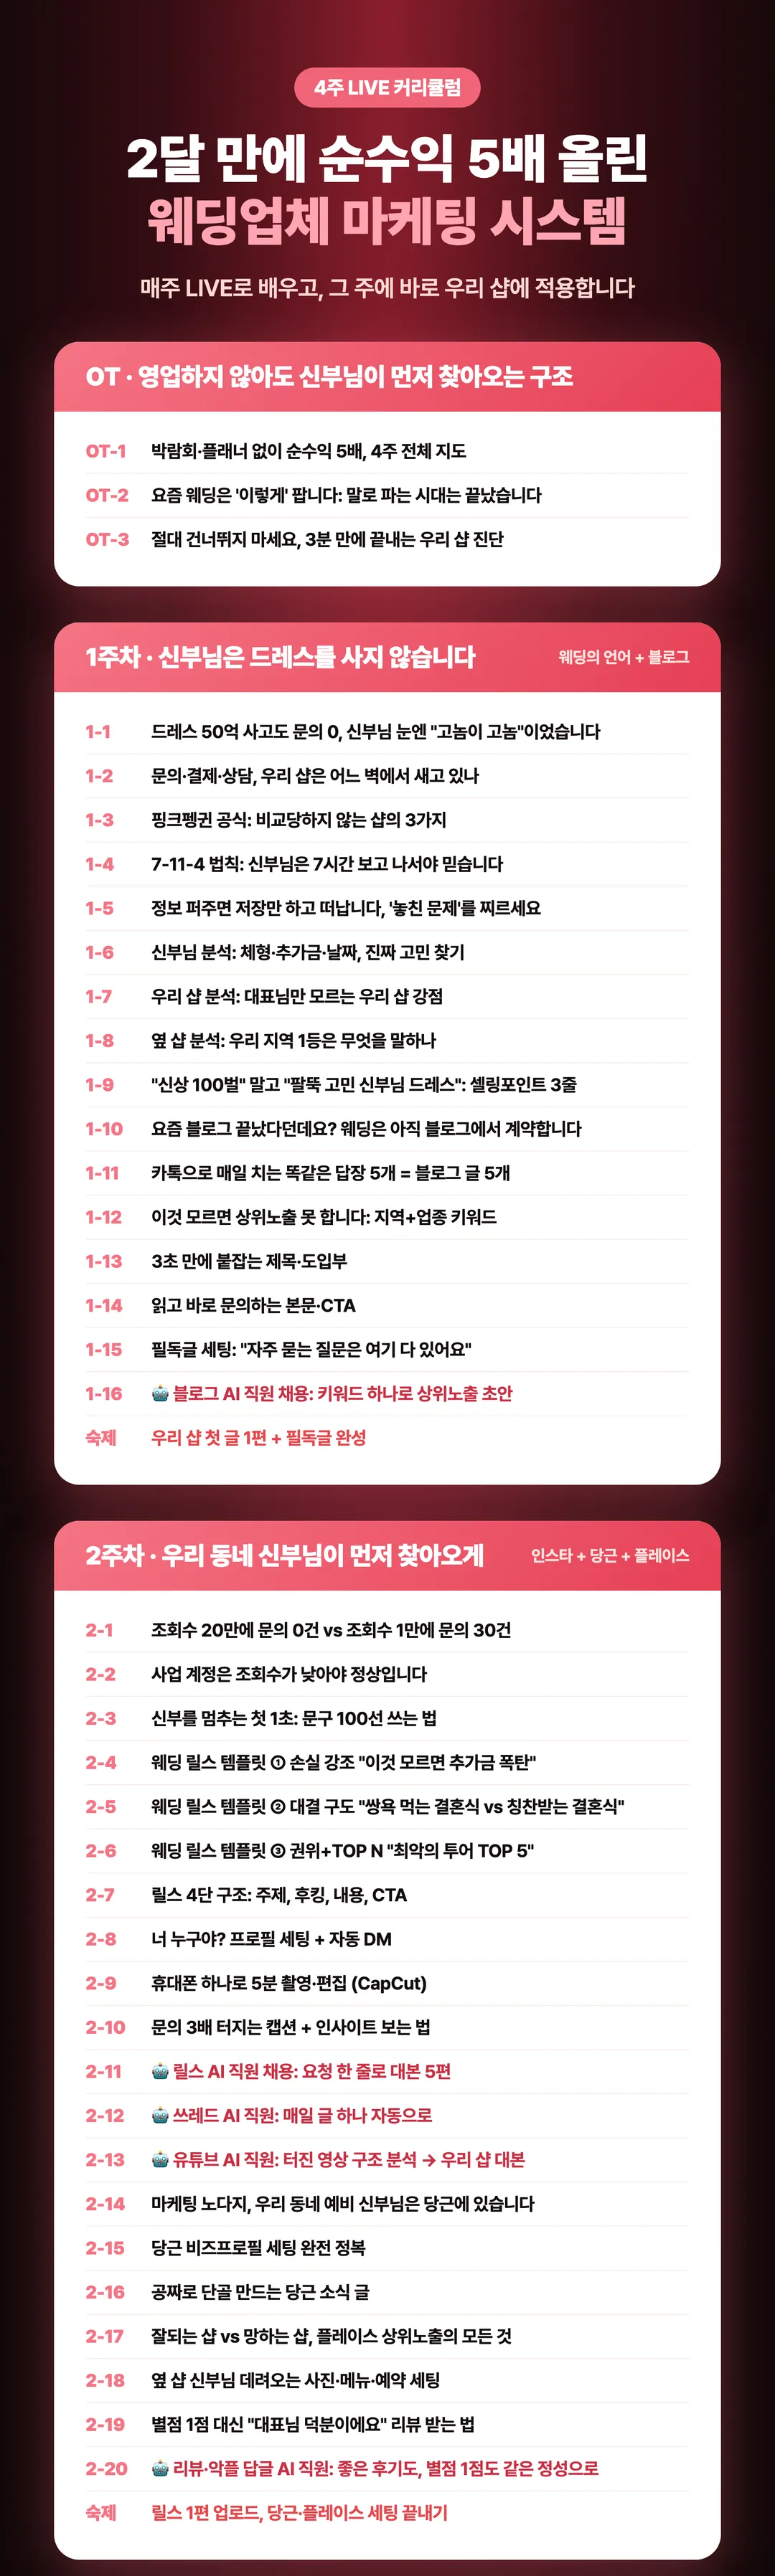 4주 LIVE 커리큘럼
2달 만에 순수익 5배 올린
웨딩업체 마케팅 시스템
매주 LIVE로 배우고, 그 주에 바로 우리 샵에 적용합니다
OT · 영업하지 않아도 신부님이 먼저 찾아오는 구조
OT-1 박람회·플래너 없이 순수익 5배, 4주 전체 지도
OT-2 요즘 웨딩은 '이렇게' 팝니다: 말로 파는 시대는 끝났습니다
OT-3 절대 건너뛰지 마세요, 3분 만에 끝내는 우리 샵 진단
1주차 · 신부님은 드레스를 사지 않습니다 웨딩의 언어 + 블로그
1-1 드레스 50억 사고도 문의 0, 신부님 눈엔 "고놈이 고놈"이었습니다
1-2 문의·결제·상담, 우리 샵은 어느 벽에서 새고 있나
1-3 핑크펭귄 공식: 비교당하지 않는 샵의 3가지
1-4 7-11-4 법칙: 신부님은 7시간 보고 나서야 믿습니다
1-5 정보 퍼주면 저장만 하고 떠납니다, '놓친 문제'를 찌르세요
1-6 신부님 분석: 체형·추가금·날짜, 진짜 고민 찾기
1-7 우리 샵 분석: 대표님만 모르는 우리 샵 강점
1-8 옆 샵 분석: 우리 지역 1등은 무엇을 말하나
1-9 "신상 100벌" 말고 "팔뚝 고민 신부님 드레스": 셀링포인트 3줄
1-10 요즘 블로그 끝났다던데요? 웨딩은 아직 블로그에서 계약합니다
1-11 카톡으로 매일 치는 똑같은 답장 5개 = 블로그 글 5개
1-12 이것 모르면 상위노출 못 합니다: 지역+업종 키워드
1-13 3초 만에 붙잡는 제목·도입부
1-14 읽고 바로 문의하는 본문·CTA
1-15 필독글 세팅: "자주 묻는 질문은 여기 다 있어요"
1-16 🤖 블로그 AI 직원 채용: 키워드 하나로 상위노출 초안
숙제 우리 샵 첫 글 1편 + 필독글 완성
2주차 · 우리 동네 신부님이 먼저 찾아오게 인스타 + 당근 + 플레이스
2-1 조회수 20만에 문의 0건 vs 조회수 1만에 문의 30건
2-2 사업 계정은 조회수가 낮아야 정상입니다
2-3 신부를 멈추는 첫 1초: 문구 100선 쓰는 법
2-4 웨딩 릴스 템플릿 ① 손실 강조 "이것 모르면 추가금 폭탄"
2-5 웨딩 릴스 템플릿 ② 대결 구도 "쌍욕 먹는 결혼식 vs 칭찬받는 결혼식"
2-6 웨딩 릴스 템플릿 ③ 권위+TOP N "최악의 투어 TOP 5"
2-7 릴스 4단 구조: 주제, 후킹, 내용, CTA
2-8 너 누구야? 프로필 세팅 + 자동 DM
2-9 휴대폰 하나로 5분 촬영·편집 (CapCut)
2-10 문의 3배 터지는 캡션 + 인사이트 보는 법
2-11 🤖 릴스 AI 직원 채용: 요청 한 줄로 대본 5편
2-12 🤖 쓰레드 AI 직원: 매일 글 하나 자동으로
2-13 🤖 유튜브 AI 직원: 터진 영상 구조 분석 → 우리 샵 대본
2-14 마케팅 노다지, 우리 동네 예비 신부님은 당근에 있습니다
2-15 당근 비즈프로필 세팅 완전 정복
2-16 공짜로 단골 만드는 당근 소식 글
2-17 잘되는 샵 vs 망하는 샵, 플레이스 상위노출의 모든 것
2-18 옆 샵 신부님 데려오는 사진·메뉴·예약 세팅
2-19 별점 1점 대신 "대표님 덕분이에요" 리뷰 받는 법
2-20 🤖 리뷰·악플 답글 AI 직원: 좋은 후기도, 별점 1점도 같은 정성으로
숙제 릴스 1편 업로드, 당근·플레이스 세팅 끝내기